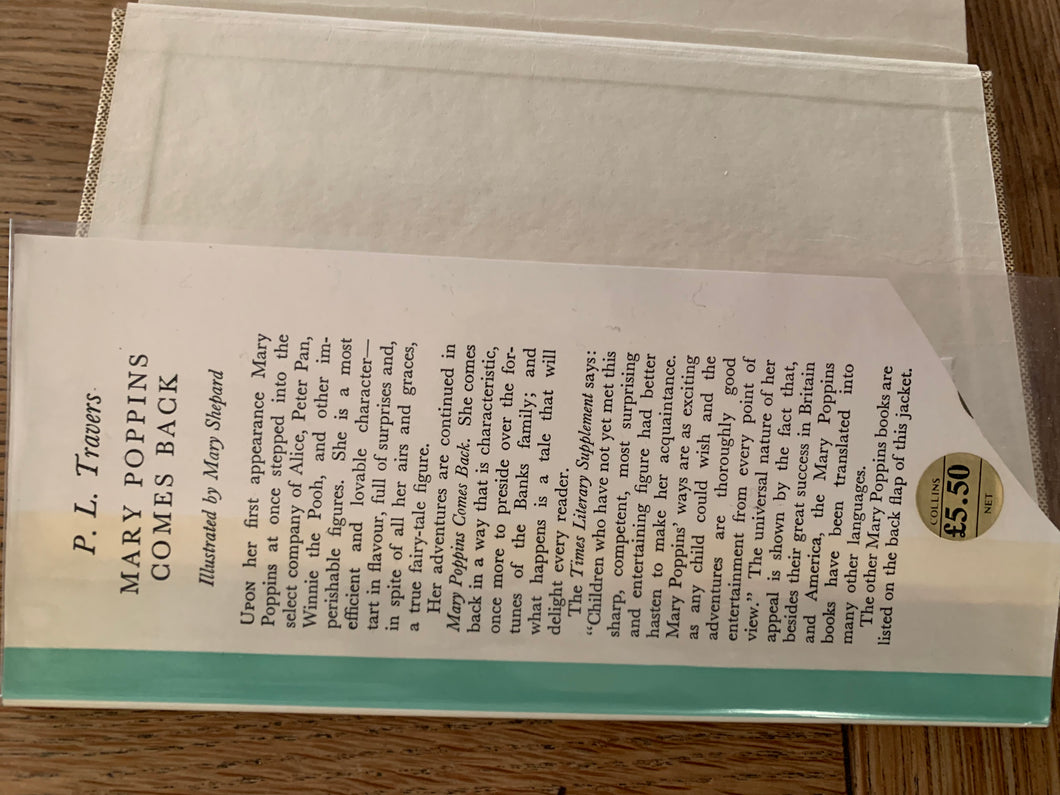 P. L. Travers
MARY POPPINS
COMES BACK
Illustrated by Mary Shepard
UPON her first appearance Mary
Poppins at once stepped into the
select company of Alice, Peter Pan,
Winnie the Pooh, and other im-
perishable figures. She is a most
efficient and lovable character—
tart in flavour, full of surprises and,
in spite of all her airs and graces,
a true fairy-tale figure.
Her adventures are continued in
Mary Poppins Comes Back. She comes
back in a way that is characteristic,
once more to preside over the for-
tunes of the Banks family; and
what happens is a tale that will
delight every reader.
The Times Literary Supplement says:
“Children who have not yet met this
sharp, competent, most surprising
and entertaining figure had better
hasten to make her acquaintance.
Mary Poppins' ways are as exciting
as any child could wish and the
adventures are thoroughly good
entertainment from every point of
view.” The universal nature of her
appeal is shown by the fact that,
besides their great success in Britain
and America, the Mary Poppins
books have been translated into
many other languages.
The other Mary Poppins books are
listed on the back flap of this jacket.
COLLINS
£5.50
NET